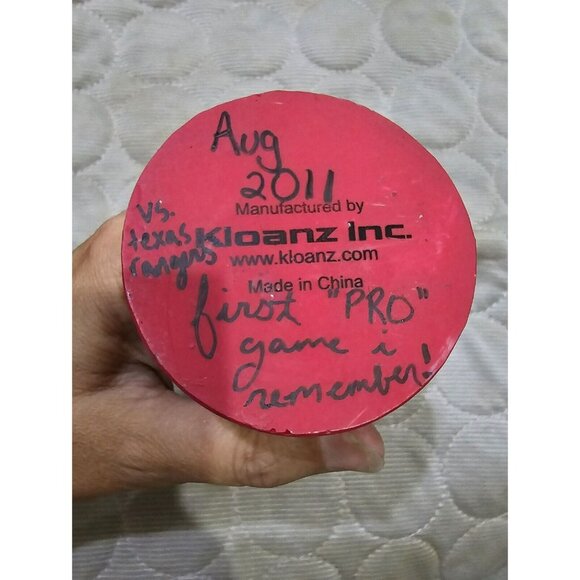 Aug
2011
Manufactured by
Kloanz Inc.
www.kloanz.com
Made in China
vs.
texas
rangers
first "PRO"
game i
remember!